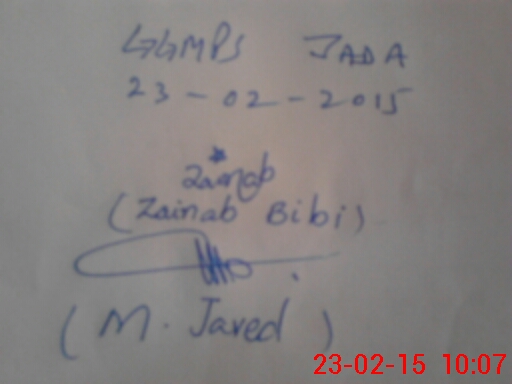 GGMPS JADA
23-02-2015
Zainab
(Zainab Bibi)
(M. Javed)
23-02-15 10:07